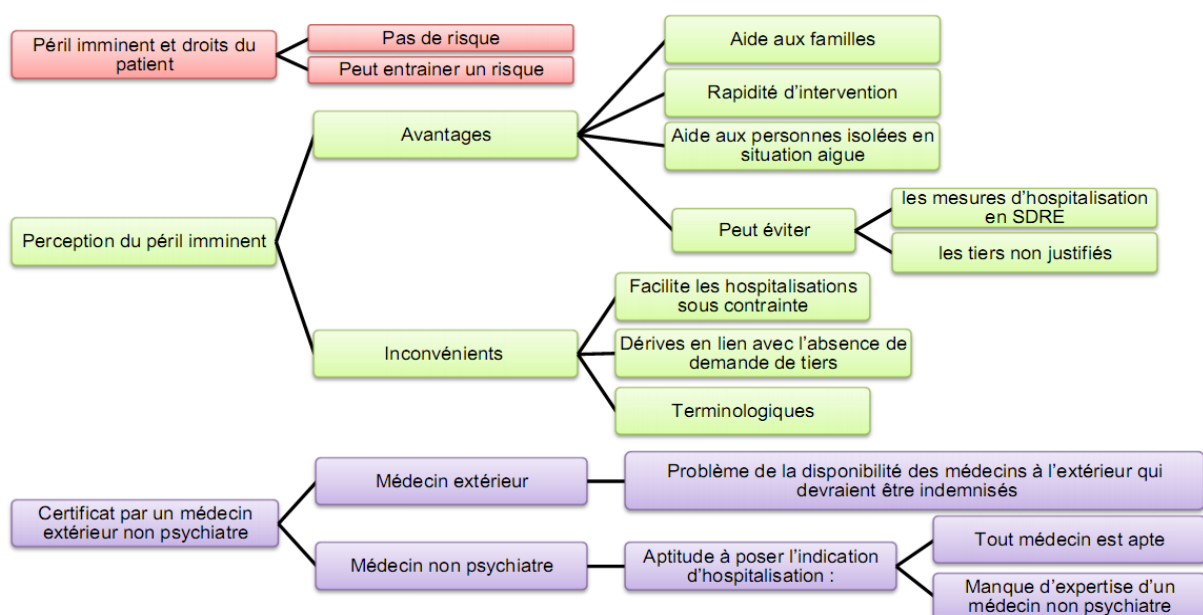 Péril imminent et droits du
patient
Pas de risque
Peut entrainer un risque
Perception du péril imminent
Avantages
Aide aux familles
Rapidité d'intervention
Aide aux personnes isolées en
situation aigue
Peut éviter
les mesures d'hospitalisation
en SDRE
les tiers non justifiés
Inconvénients
Facilite les hospitalisations
sous contrainte
Dérives en lien avec l'absence de
demande de tiers
Terminologiques
Certificat par un médecin
extérieur non psychiatre
Médecin extérieur
Problème de la disponibilité des médecins à l'extérieur qui
devraient être indemnisés
Médecin non psychiatre
Aptitude à poser l'indication
d'hospitalisation :
Tout médecin est apte
Manque d'expertise d'un
médecin non psychiatre